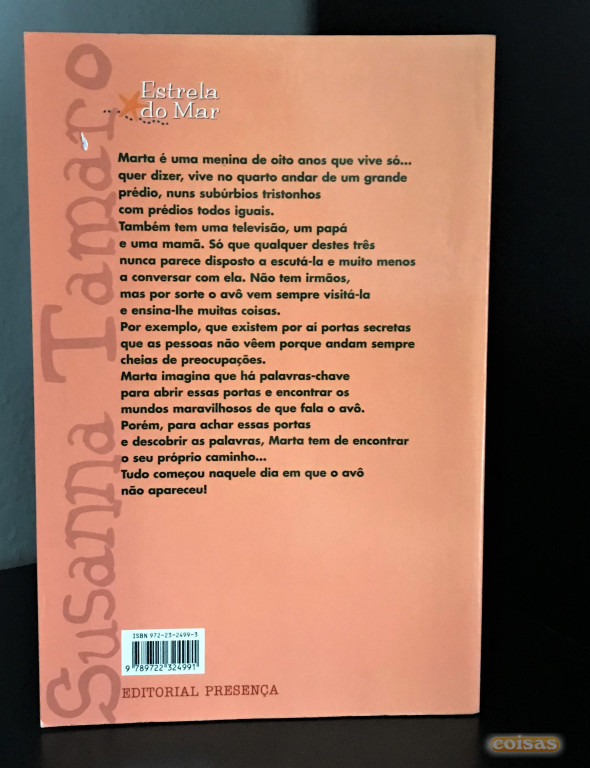 Susanna Tamaro
Estrela
do Mar
Marta é uma menina de oito anos que vive só...
quer dizer, vive no quarto andar de um grande
prédio, nuns subúrbios tristonhos
com prédios todos iguais.
Também tem uma televisão, um papá
e uma mamã. Só que qualquer destes três
nunca parece disposto a escutá-la e muito menos
a conversar com ela. Não tem irmãos,
mas por sorte o avô vem sempre visitá-la
e ensina-lhe muitas coisas.
Por exemplo, que existem por aí portas secretas
que as pessoas não vêem porque andam sempre
cheias de preocupações.
Marta imagina que há palavras-chave
para abrir essas portas e encontrar os
mundos maravilhosos de que fala o avô.
Porém, para achar essas portas
e descobrir as palavras, Marta tem de encontrar
o seu próprio caminho...
Tudo começou naquele dia em que o avô
não apareceu!
ISBN 972-23-2499-3
9 789722 324991
EDITORIAL PRESENÇA
coisas